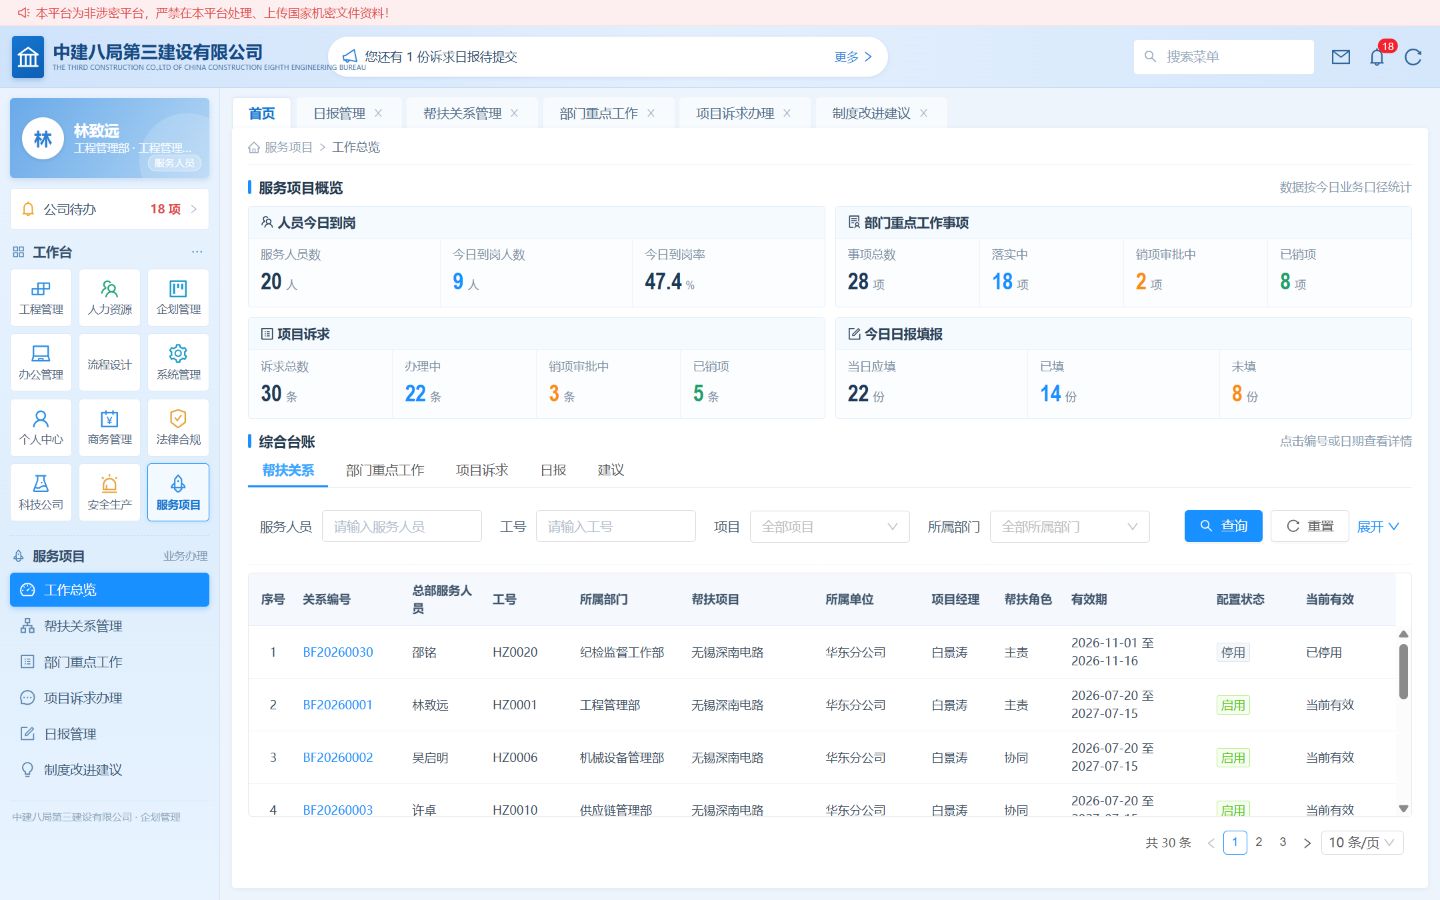 本平台为非涉密平台，严禁在本平台处理、上传国家机密文件资料！
中建八局第三建设有限公司
THE THIRD CONSTRUCTION CO.,LTD OF CHINA CONSTRUCTION EIGHTH ENGINEERING BUREAU
您还有 1 份诉求日报待提交
更多
搜索菜单
18
林
林致远
工程管理部 · 工程管理...
服务人员
公司待办
18 项
工作台
工程管理
人力资源
企划管理
办公管理
流程设计
系统管理
个人中心
商务管理
法律合规
科技公司
安全生产
服务项目
服务项目
业务办理
工作总览
帮扶关系管理
部门重点工作
项目诉求办理
日报管理
制度改进建议
中建八局第三建设有限公司 · 企划管理
首页
日报管理
帮扶关系管理
部门重点工作
项目诉求办理
制度改进建议
服务项目 > 工作总览
服务项目概览
数据按今日业务口径统计
人员今日到岗
服务人员数
20 人
今日到岗人数
9 人
今日到岗率
47.4 %
部门重点工作事项
事项总数
28 项
落实中
18 项
销项审批中
2 项
已销项
8 项
项目诉求
诉求总数
30 条
办理中
22 条
销项审批中
3 条
已销项
5 条
今日日报填报
当日应填
22 份
已填
14 份
未填
8 份
综合台账
点击编号或日期查看详情
帮扶关系
部门重点工作
项目诉求
日报
建议
服务人员 请输入服务人员
工号 请输入工号
项目 全部项目
所属部门 全部所属部门
查询
重置
展开
序号 关系编号 总部服务人员 工号 所属部门 帮扶项目 所属单位 项目经理 帮扶角色 有效期 配置状态 当前有效
1 BF20260030 邵铭 HZ0020 纪检监督工作部 无锡深南电路 华东分公司 白景涛 主责 2026-11-01 至 2026-11-16 停用 已停用
2 BF20260001 林致远 HZ0001 工程管理部 无锡深南电路 华东分公司 白景涛 主责 2026-07-20 至 2027-07-15 启用 当前有效
3 BF20260002 吴启明 HZ0006 机械设备管理部 无锡深南电路 华东分公司 白景涛 协同 2026-07-20 至 2027-07-15 启用 当前有效
4 BF20260003 许卓 HZ0010 供应链管理部 无锡深南电路 华东分公司 白景涛 协同 2026-07-20 至 2027-07-15 启用 当前有效
共 30 条
1
2
3
10 条/页